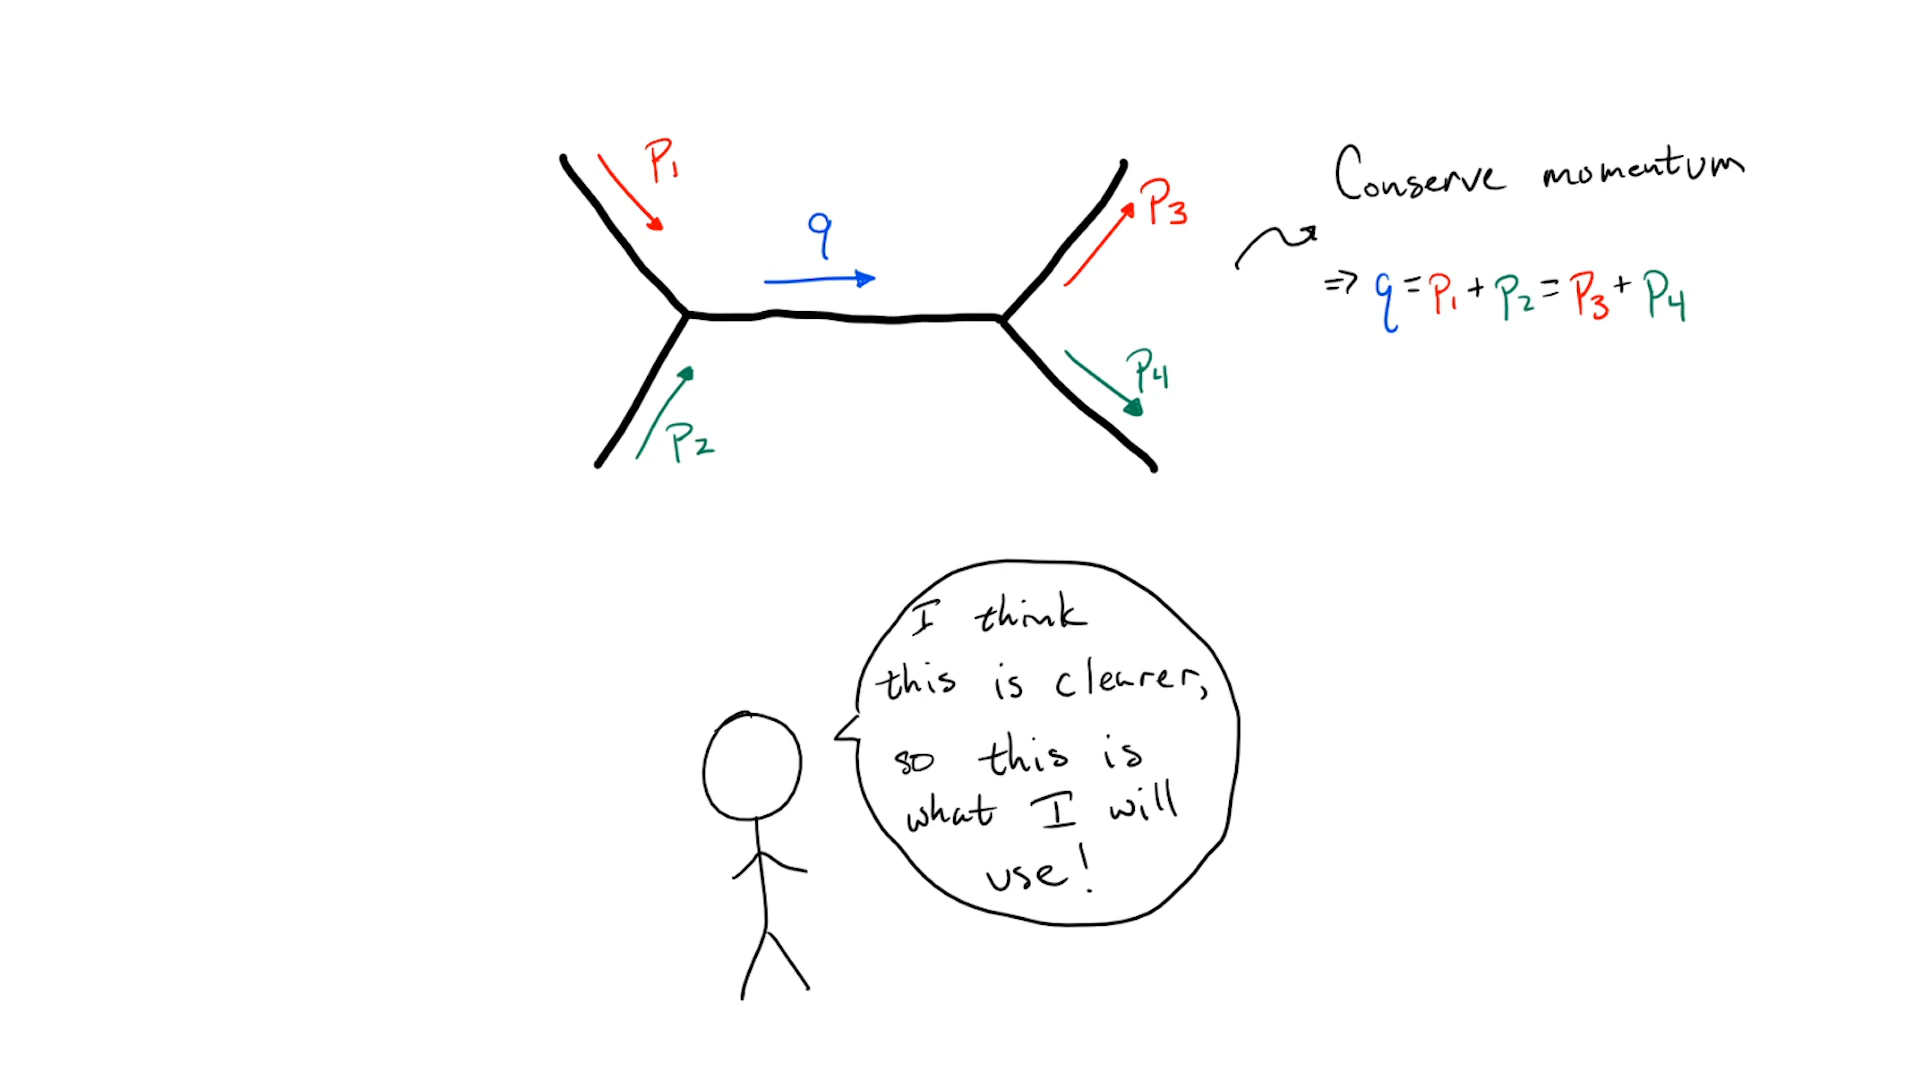 P₁
q
P₃
Conserve momentum
⇒ q = P₁ + P₂ = P₃ + P₄
P₄
P₂
I think
this is clearer,
so this is
what I will
use!